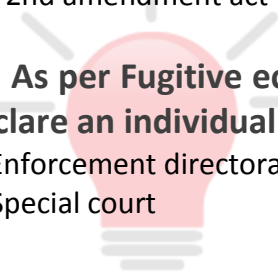 2nd amendment act
As per Fugitive ec
clare an individual
Enforcement directora
Special court